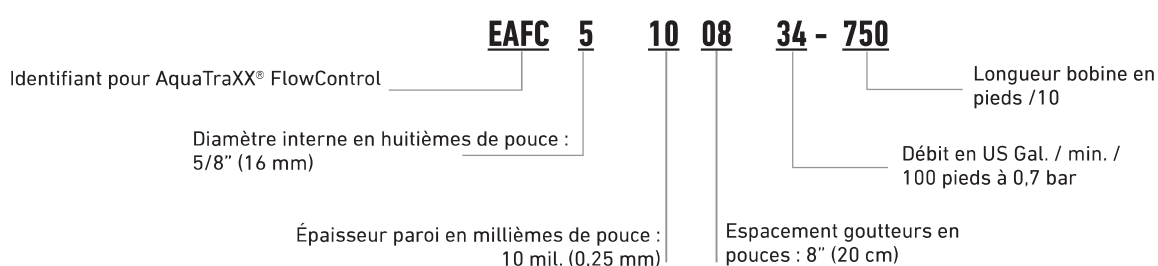 EAFC 5 10 08 34 - 750
Identifiant pour AquaTraXX® FlowControl
Longueur bobine en
pieds /10
Diamètre interne en huitièmes de pouce :
5/8” (16 mm)
Débit en US Gal. / min. /
100 pieds à 0,7 bar
Épaisseur paroi en millièmes de pouce :
10 mil. (0,25 mm)
Espacement goutteurs en
pouces : 8” (20 cm)